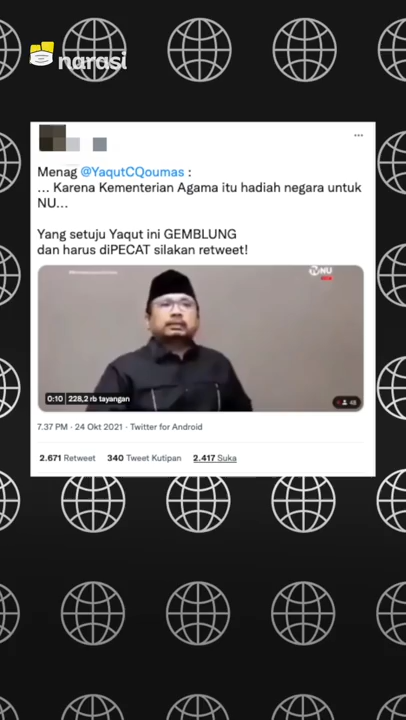 narasi
Menag @YaqutCQoumas :
... Karena Kementerian Agama itu hadiah negara untuk
NU...
Yang setuju Yaqut ini GEMBLUNG
dan harus diPECAT silakan retweet!
NU
0:10 228,2 rb tayangan
48
7.37 PM · 24 Okt 2021 · Twitter for Android
2.671 Retweet 340 Tweet Kutipan 2.417 Suka